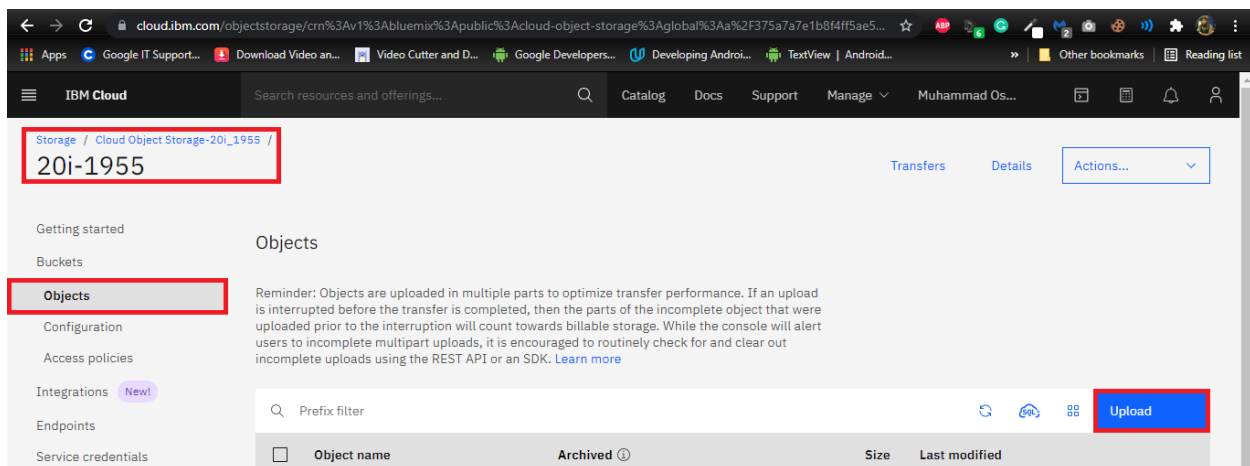 cloud.ibm.com/objectstorage/crn%3Av1%3Abluemix%3Apublic%3Acloud-object-storage%3Aglobal%3Aa%2F375a7a7e1b8f4ff5ae5...
ABP 6 2
Apps Google IT Support... Download Video an... Video Cutter and D... Google Developers... Developing Androi... TextView | Android... » Other bookmarks Reading list
IBM Cloud Search resources and offerings... Catalog Docs Support Manage Muhammad Os...
Storage / Cloud Object Storage-20i_1955 /
20i-1955
Transfers Details Actions...
Getting started
Buckets
Objects
Configuration
Access policies
Integrations New!
Endpoints
Service credentials
Objects
Reminder: Objects are uploaded in multiple parts to optimize transfer performance. If an upload
is interrupted before the transfer is completed, then the parts of the incomplete object that were
uploaded prior to the interruption will count towards billable storage. While the console will alert
users to incomplete multipart uploads, it is encouraged to routinely check for and clear out
incomplete uploads using the REST API or an SDK. Learn more
Prefix filter SQL Upload
Object name Archived Size Last modified